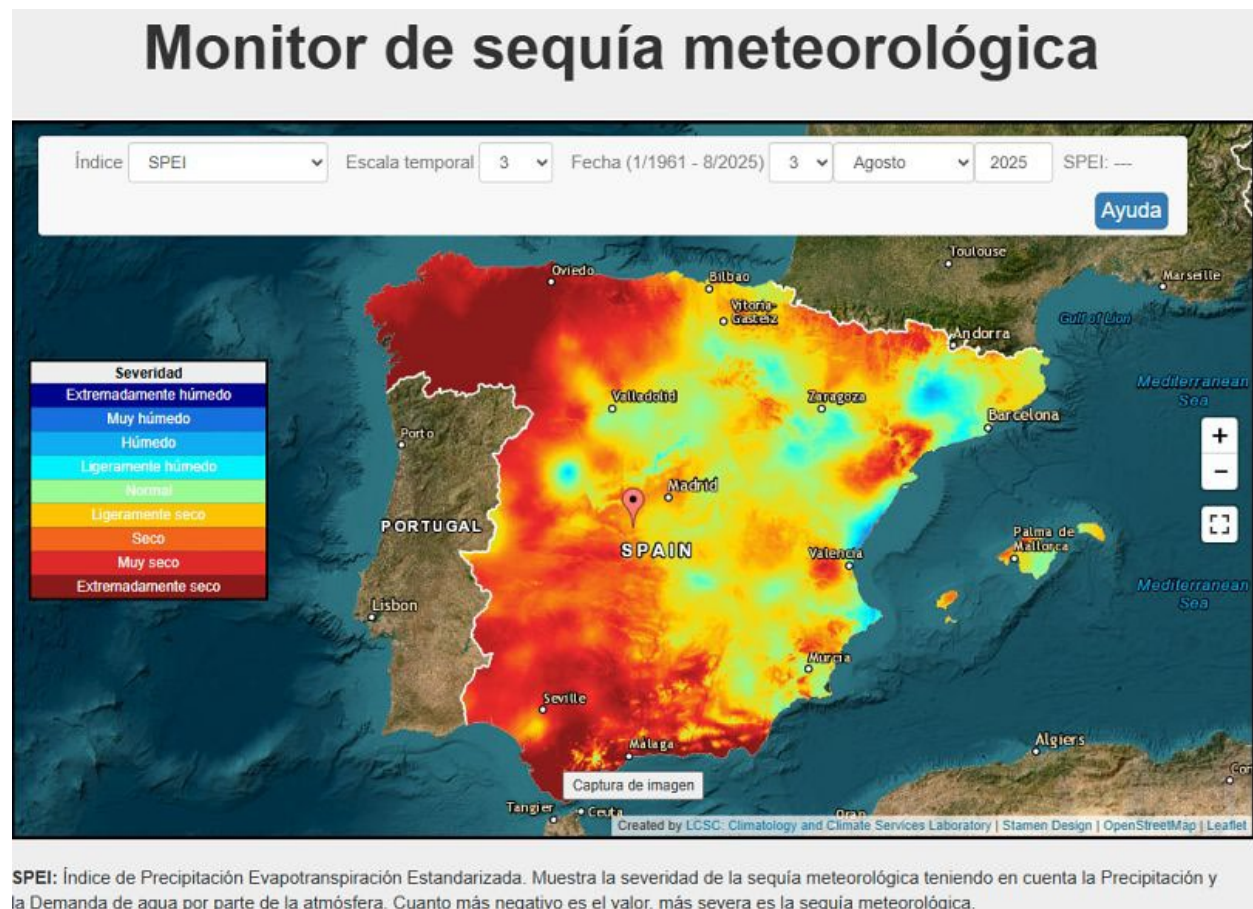 Monitor de sequía meteorológica
Índice SPEI Escala temporal 3 Fecha (1/1961 - 8/2025) 3 Agosto 2025 SPEI: ---
Ayuda
Toulouse
Oviedo
Bilbao
Marseille
Vitoria-
Gasteiz
Gulf of Lion
Andorra
Severidad
Extremadamente húmedo
Muy húmedo
Húmedo
Ligeramente húmedo
Normal
Ligeramente seco
Seco
Muy seco
Extremadamente seco
Mediterranean
Sea
Valladolid
Zaragoza
Barcelona
Porto
+
−
Madrid
PORTUGAL
SPAIN
Palma de
Mallorca
Valencia
Mediterranean
Sea
Lisbon
Murcia
Seville
Málaga
Algiers
Captura de imagen
Tangier
Ceuta
Oran
Created by LCSC: Climatology and Climate Services Laboratory | Stamen Design | OpenStreetMap | Leaflet
SPEI: Índice de Precipitación Evapotranspiración Estandarizada. Muestra la severidad de la sequía meteorológica teniendo en cuenta la Precipitación y
la Demanda de agua por parte de la atmósfera. Cuanto más negativo es el valor, más severa es la sequía meteorológica.